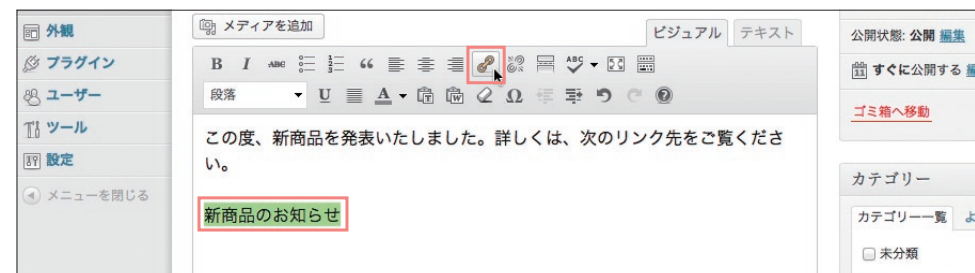 外観
プラグイン
ユーザー
ツール
設定
メニューを閉じる
メディアを追加
ビジュアル
テキスト
B I ABC
ABC
段落
U A T W Ω
この度、新商品を発表いたしました。詳しくは、次のリンク先をご覧くださ
い。
新商品のお知らせ
公開状態: 公開 編集
すぐに公開する
ゴミ箱へ移動
カテゴリー
カテゴリー一覧 よ
未分類